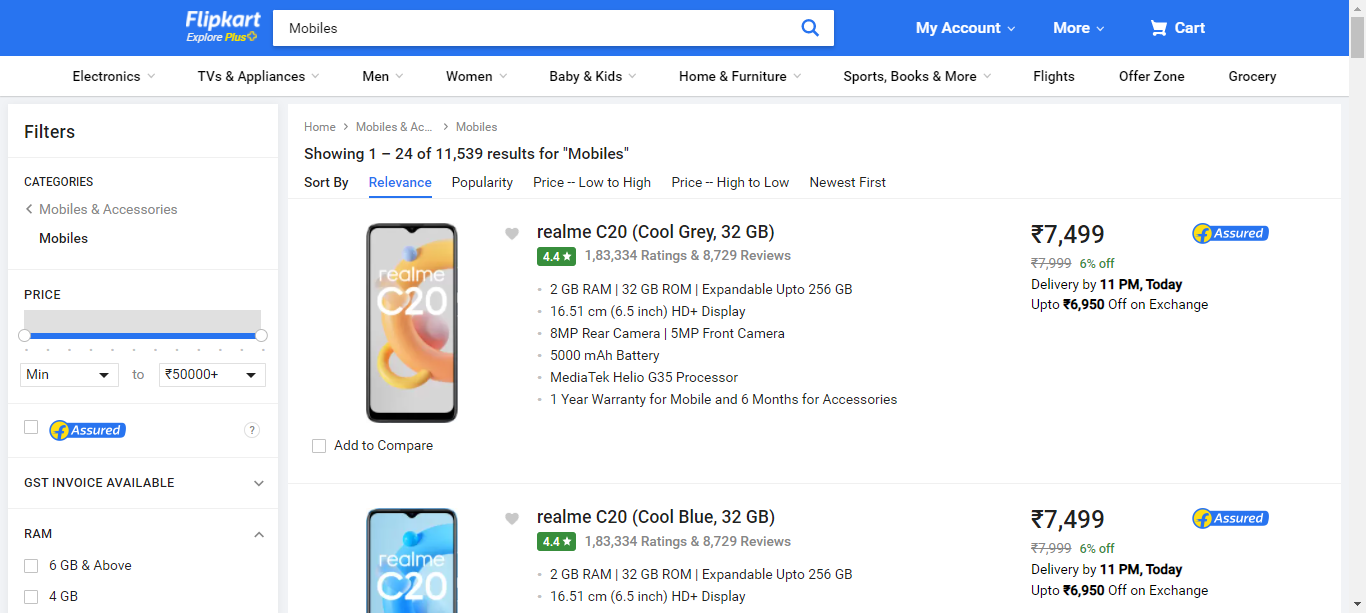 Flipkart
Explore Plus
Mobiles
My Account
More
Cart
Electronics
TVs & Appliances
Men
Women
Baby & Kids
Home & Furniture
Sports, Books & More
Flights
Offer Zone
Grocery
Filters
CATEGORIES
Mobiles & Accessories
Mobiles
PRICE
Min
to
₹50000+
Assured
?
GST INVOICE AVAILABLE
RAM
6 GB & Above
4 GB
Home > Mobiles & Ac... > Mobiles
Showing 1 – 24 of 11,539 results for "Mobiles"
Sort By Relevance Popularity Price -- Low to High Price -- High to Low Newest First
realme
C20
Add to Compare
realme C20 (Cool Grey, 32 GB)
4.4★ 1,83,334 Ratings & 8,729 Reviews
2 GB RAM | 32 GB ROM | Expandable Upto 256 GB
16.51 cm (6.5 inch) HD+ Display
8MP Rear Camera | 5MP Front Camera
5000 mAh Battery
MediaTek Helio G35 Processor
1 Year Warranty for Mobile and 6 Months for Accessories
₹7,499
Assured
₹7,999 6% off
Delivery by 11 PM, Today
Upto ₹6,950 Off on Exchange
realme
C20
realme C20 (Cool Blue, 32 GB)
4.4★ 1,83,334 Ratings & 8,729 Reviews
2 GB RAM | 32 GB ROM | Expandable Upto 256 GB
16.51 cm (6.5 inch) HD+ Display
₹7,499
Assured
₹7,999 6% off
Delivery by 11 PM, Today
Upto ₹6,950 Off on Exchange